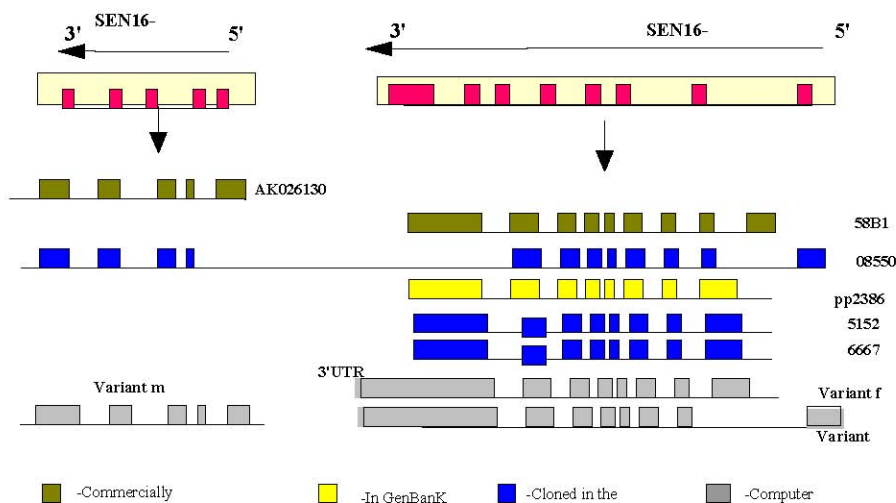 SEN16-
3'
5'
SEN16-
3'
5'
AK026130
58B1
08550
pp2386
5152
6667
3'UTR
Variant m
Variant f
Variant
-Commercially
-In GenBanK
-Cloned in the
-Computer